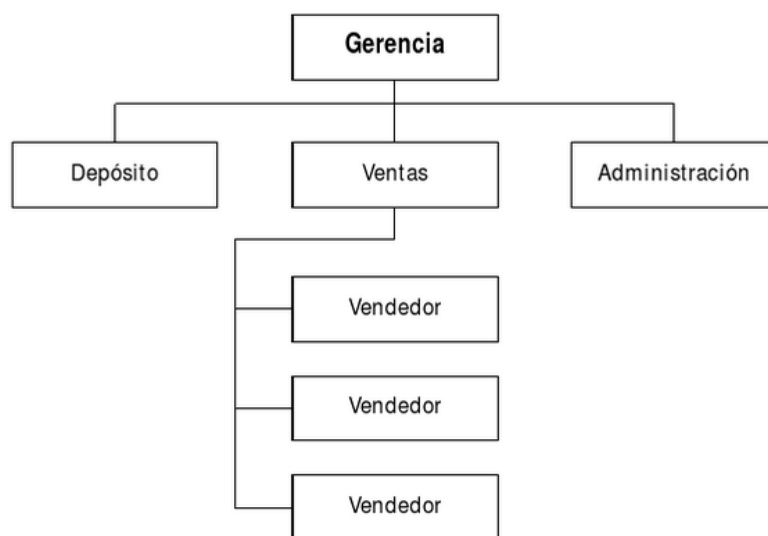 Gerencia
Depósito
Ventas
Administración
Vendedor
Vendedor
Vendedor